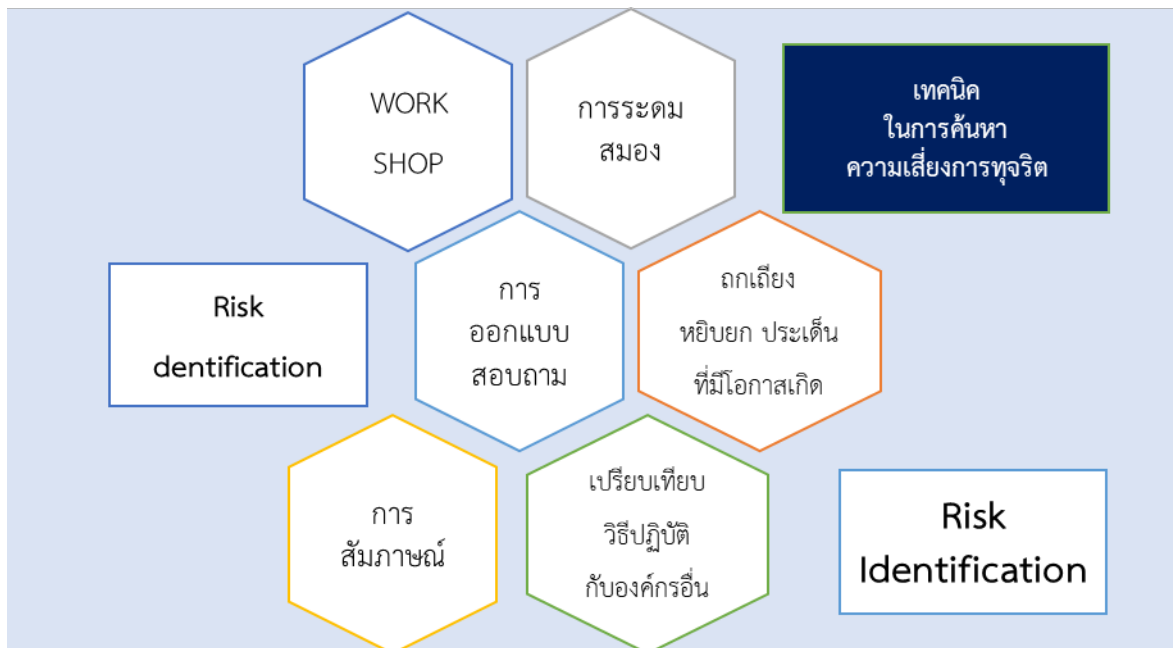 WORK
SHOP
การระดม
สมอง
เทคนิค
ในการค้นหา
ความเสี่ยงการทุจริต
Risk
dentification
การ
ออกแบบ
สอบถาม
ถกเถียง
หยิบยก ประเด็น
ที่มีโอกาสเกิด
การ
สัมภาษณ์
เปรียบเทียบ
วิธีปฏิบัติ
กับองค์กรอื่น
Risk
Identification